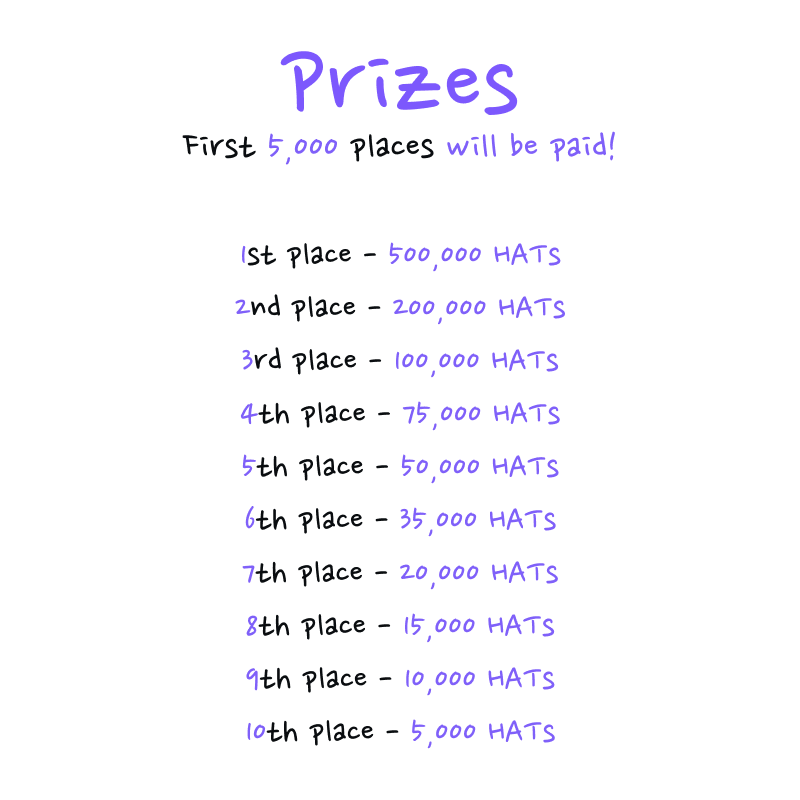 Prizes
First 5,000 places will be paid!
1st place - 500,000 HATS
2nd place - 200,000 HATS
3rd place - 100,000 HATS
4th place - 75,000 HATS
5th place - 50,000 HATS
6th place - 35,000 HATS
7th place - 20,000 HATS
8th place - 15,000 HATS
9th place - 10,000 HATS
10th place - 5,000 HATS